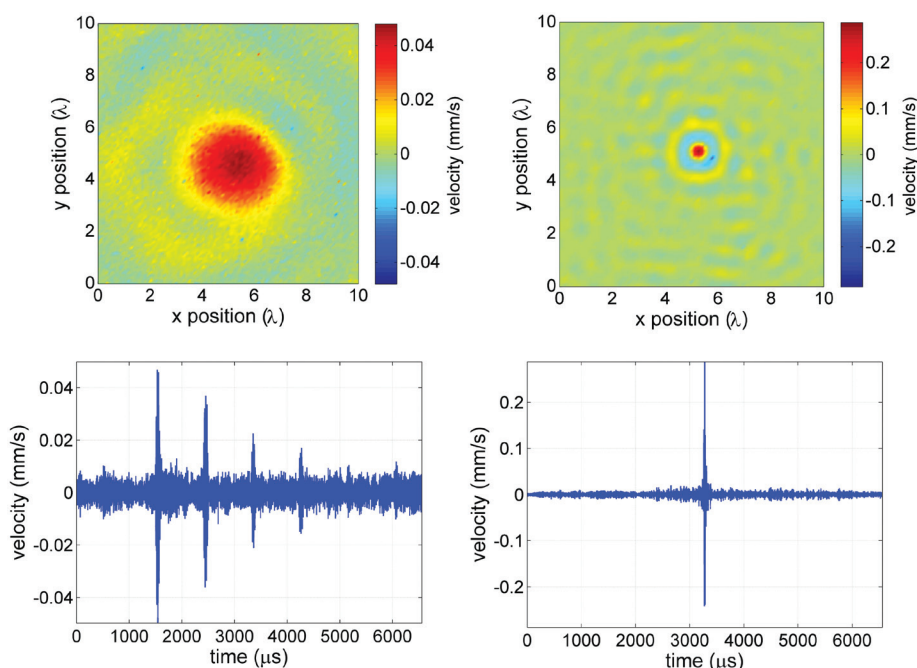 10
8
6
4
2
0
y position (λ)
0 2 4 6 8 10
x position (λ)
0.04
0.02
0
-0.02
-0.04
velocity (mm/s)
10
8
6
4
2
0
y position (λ)
0 2 4 6 8 10
x position (λ)
0.2
0.1
0
-0.1
-0.2
velocity (mm/s)
0.04
0.02
0
-0.02
-0.04
velocity (mm/s)
0 1000 2000 3000 4000 5000 6000
time (μs)
0.2
0.1
0
-0.1
-0.2
velocity (mm/s)
0 1000 2000 3000 4000 5000 6000
time (μs)